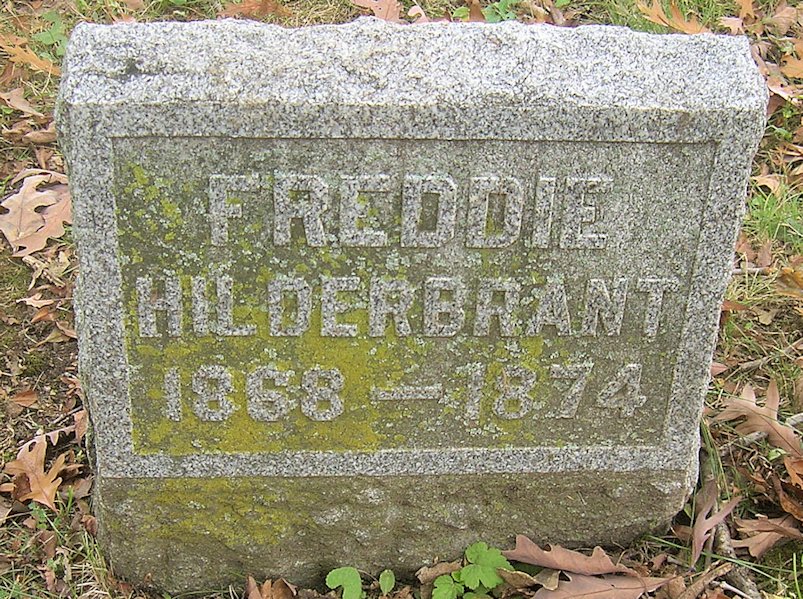 FREDDIE
HILDERBRANT
1868 — 1874